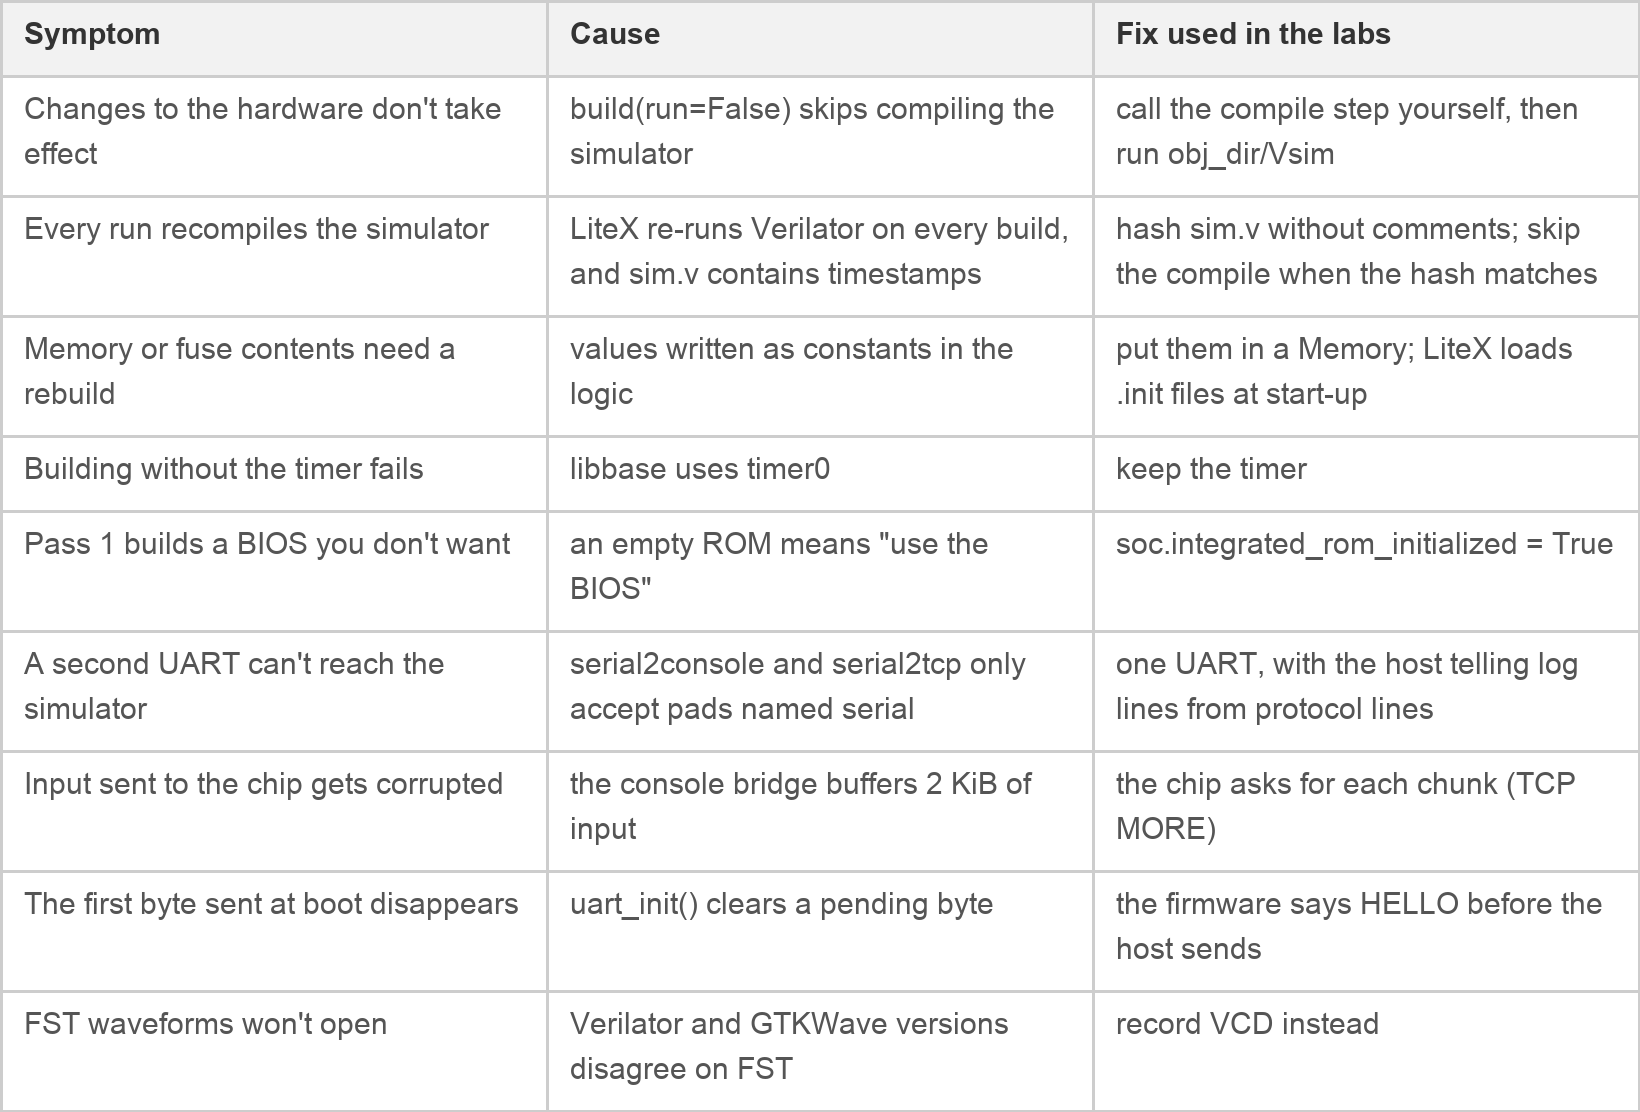 Symptom
Cause
Fix used in the labs
Changes to the hardware don't take
effect
build(run=False) skips compiling the
simulator
call the compile step yourself, then
run obj_dir/Vsim
Every run recompiles the simulator
LiteX re-runs Verilator on every build,
and sim.v contains timestamps
hash sim.v without comments; skip
the compile when the hash matches
Memory or fuse contents need a
rebuild
values written as constants in the
logic
put them in a Memory; LiteX loads
.init files at start-up
Building without the timer fails
libbase uses timer0
keep the timer
Pass 1 builds a BIOS you don't want
an empty ROM means "use the
BIOS"
soc.integrated_rom_initialized = True
A second UART can't reach the
simulator
serial2console and serial2tcp only
accept pads named serial
one UART, with the host telling log
lines from protocol lines
Input sent to the chip gets corrupted
the console bridge buffers 2 KiB of
input
the chip asks for each chunk (TCP
MORE)
The first byte sent at boot disappears
uart_init() clears a pending byte
the firmware says HELLO before the
host sends
FST waveforms won't open
Verilator and GTKWave versions
disagree on FST
record VCD instead